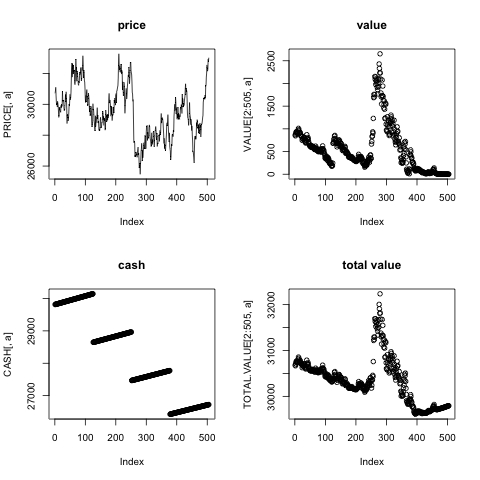 price
PRICE[, a]
26000 30000
0 100 200 300 400 500
Index
value
VALUE[2:505, a]
0 500 1500 2500
0 100 200 300 400 500
Index
cash
CASH[, a]
27000 29000
0 100 200 300 400 500
Index
total value
TOTAL.VALUE[2:505, a]
30000 31000 32000
0 100 200 300 400 500
Index